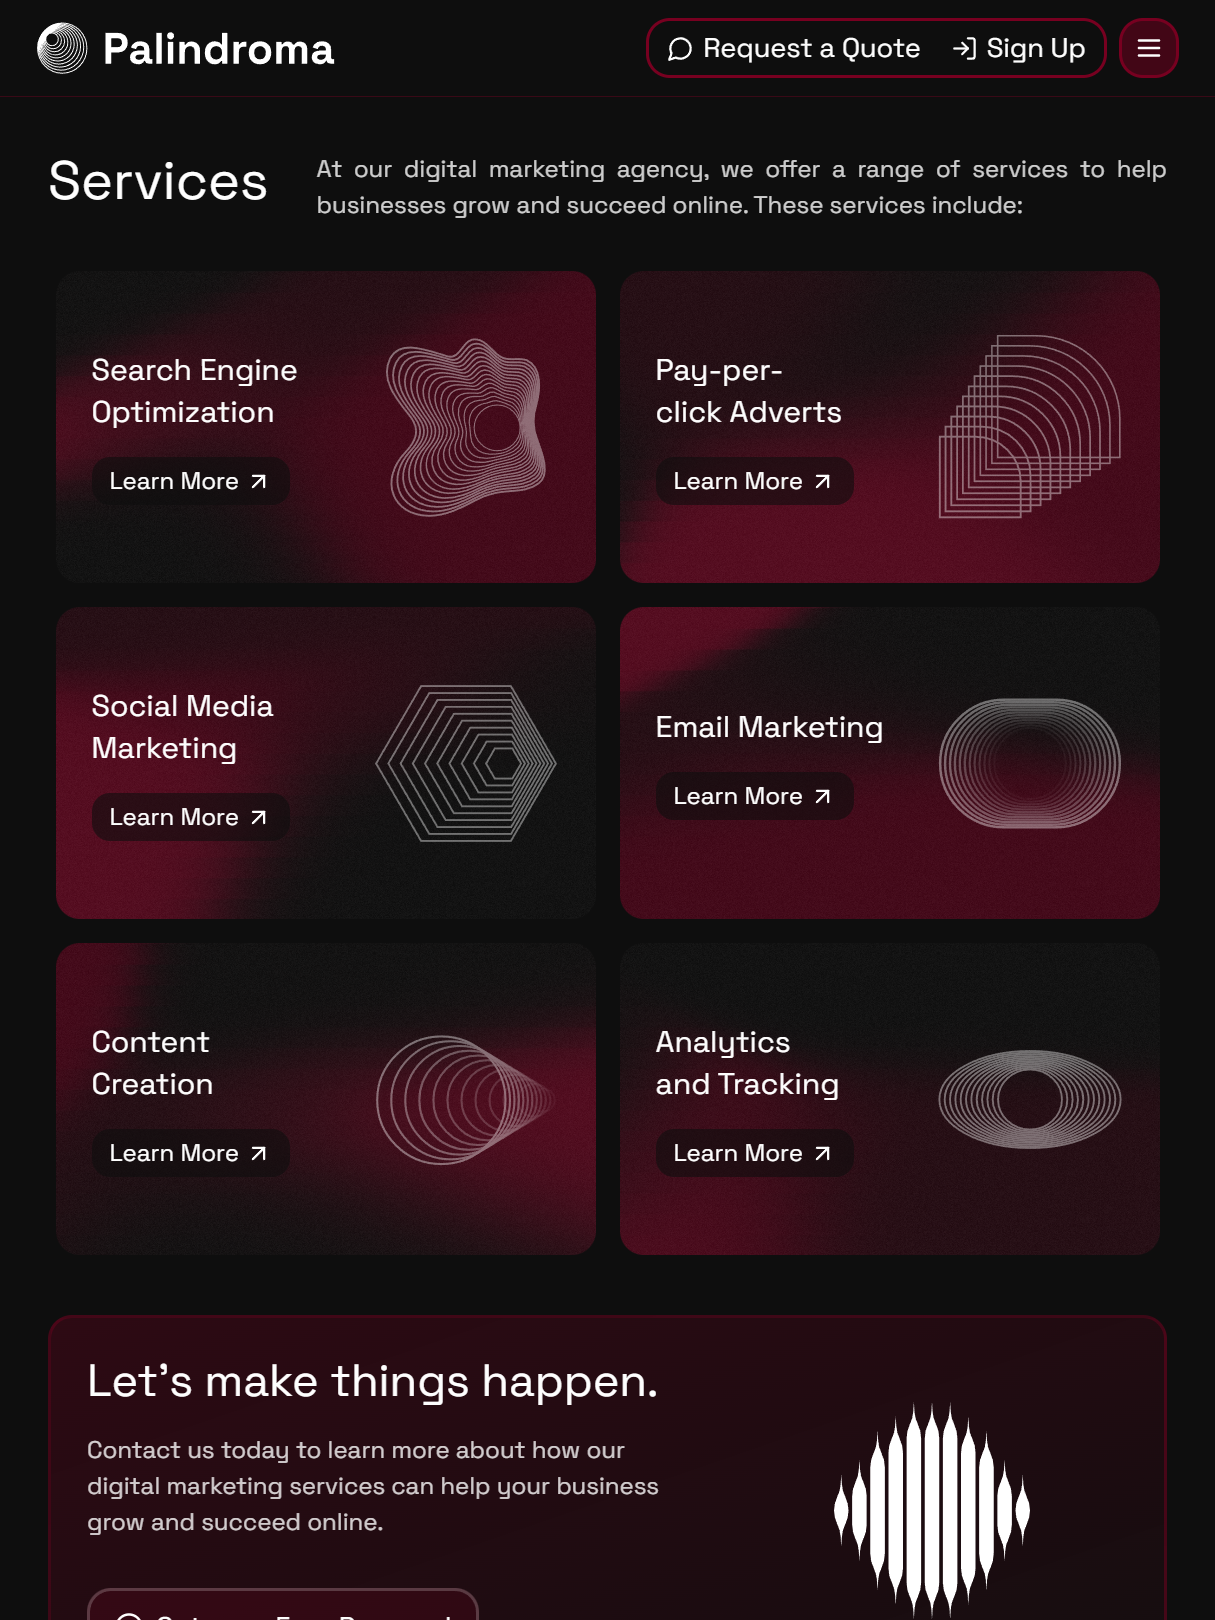 Palindroma
Request a Quote
Sign Up
Services
At our digital marketing agency, we offer a range of services to help
businesses grow and succeed online. These services include:
Search Engine
Optimization
Learn More
Pay-per-
click Adverts
Learn More
Social Media
Marketing
Learn More
Email Marketing
Learn More
Content
Creation
Learn More
Analytics
and Tracking
Learn More
Let's make things happen.
Contact us today to learn more about how our
digital marketing services can help your business
grow and succeed online.